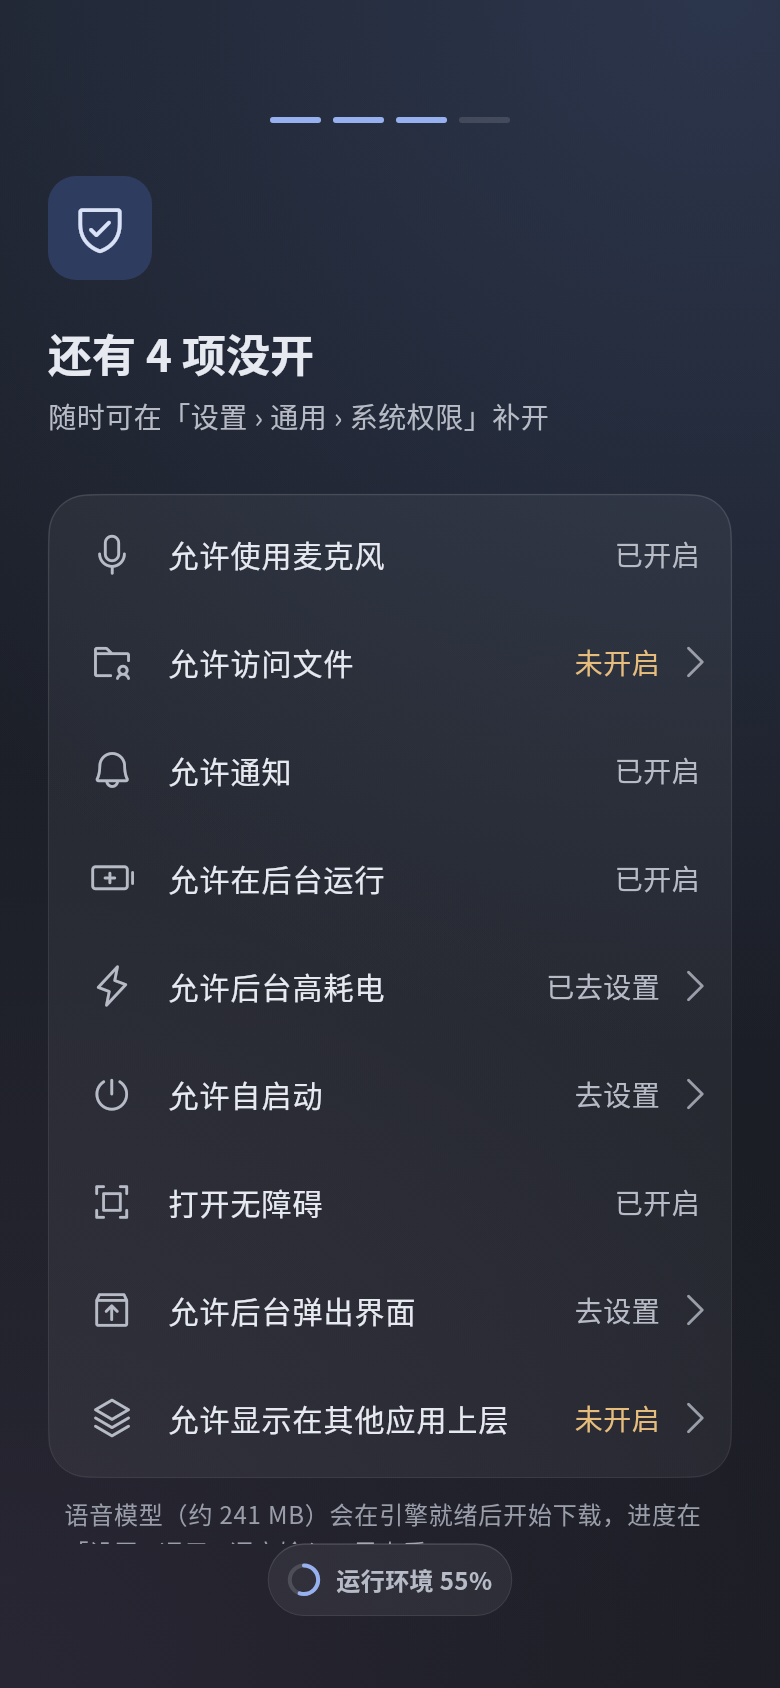 还有 4 项没开
随时可在「设置 › 通用 › 系统权限」补开
允许使用麦克风 已开启
允许访问文件 未开启
允许通知 已开启
允许在后台运行 已开启
允许后台高耗电 已去设置
允许自启动 去设置
打开无障碍 已开启
允许后台弹出界面 去设置
允许显示在其他应用上层 未开启
语音模型（约 241 MB）会在引擎就绪后开始下载，进度在
运行环境 55%